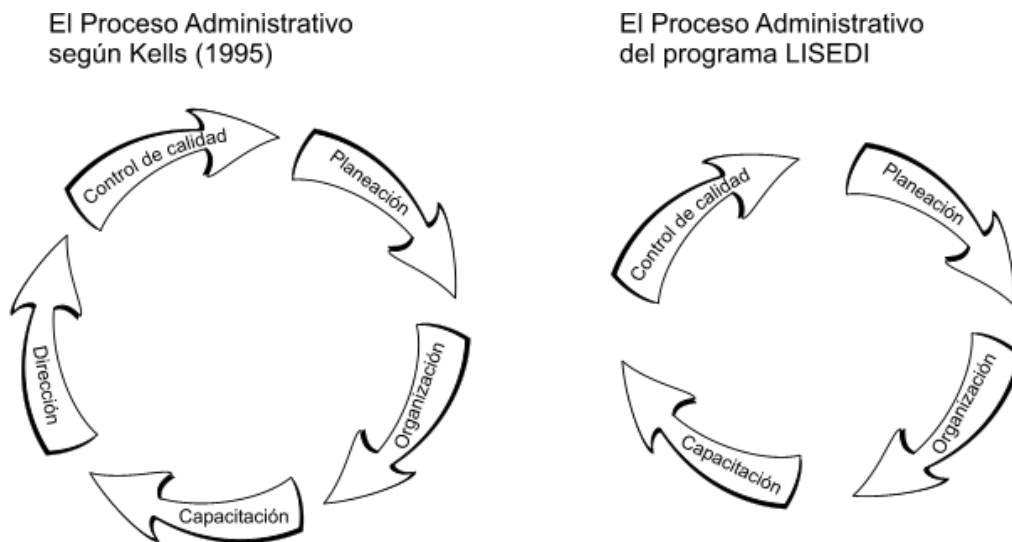 El Proceso Administrativo
según Kells (1995)
Control de calidad
Planeación
Organización
Capacitación
Dirección
El Proceso Administrativo
del programa LISEDI
Control de calidad
Planeación
Organización
Capacitación